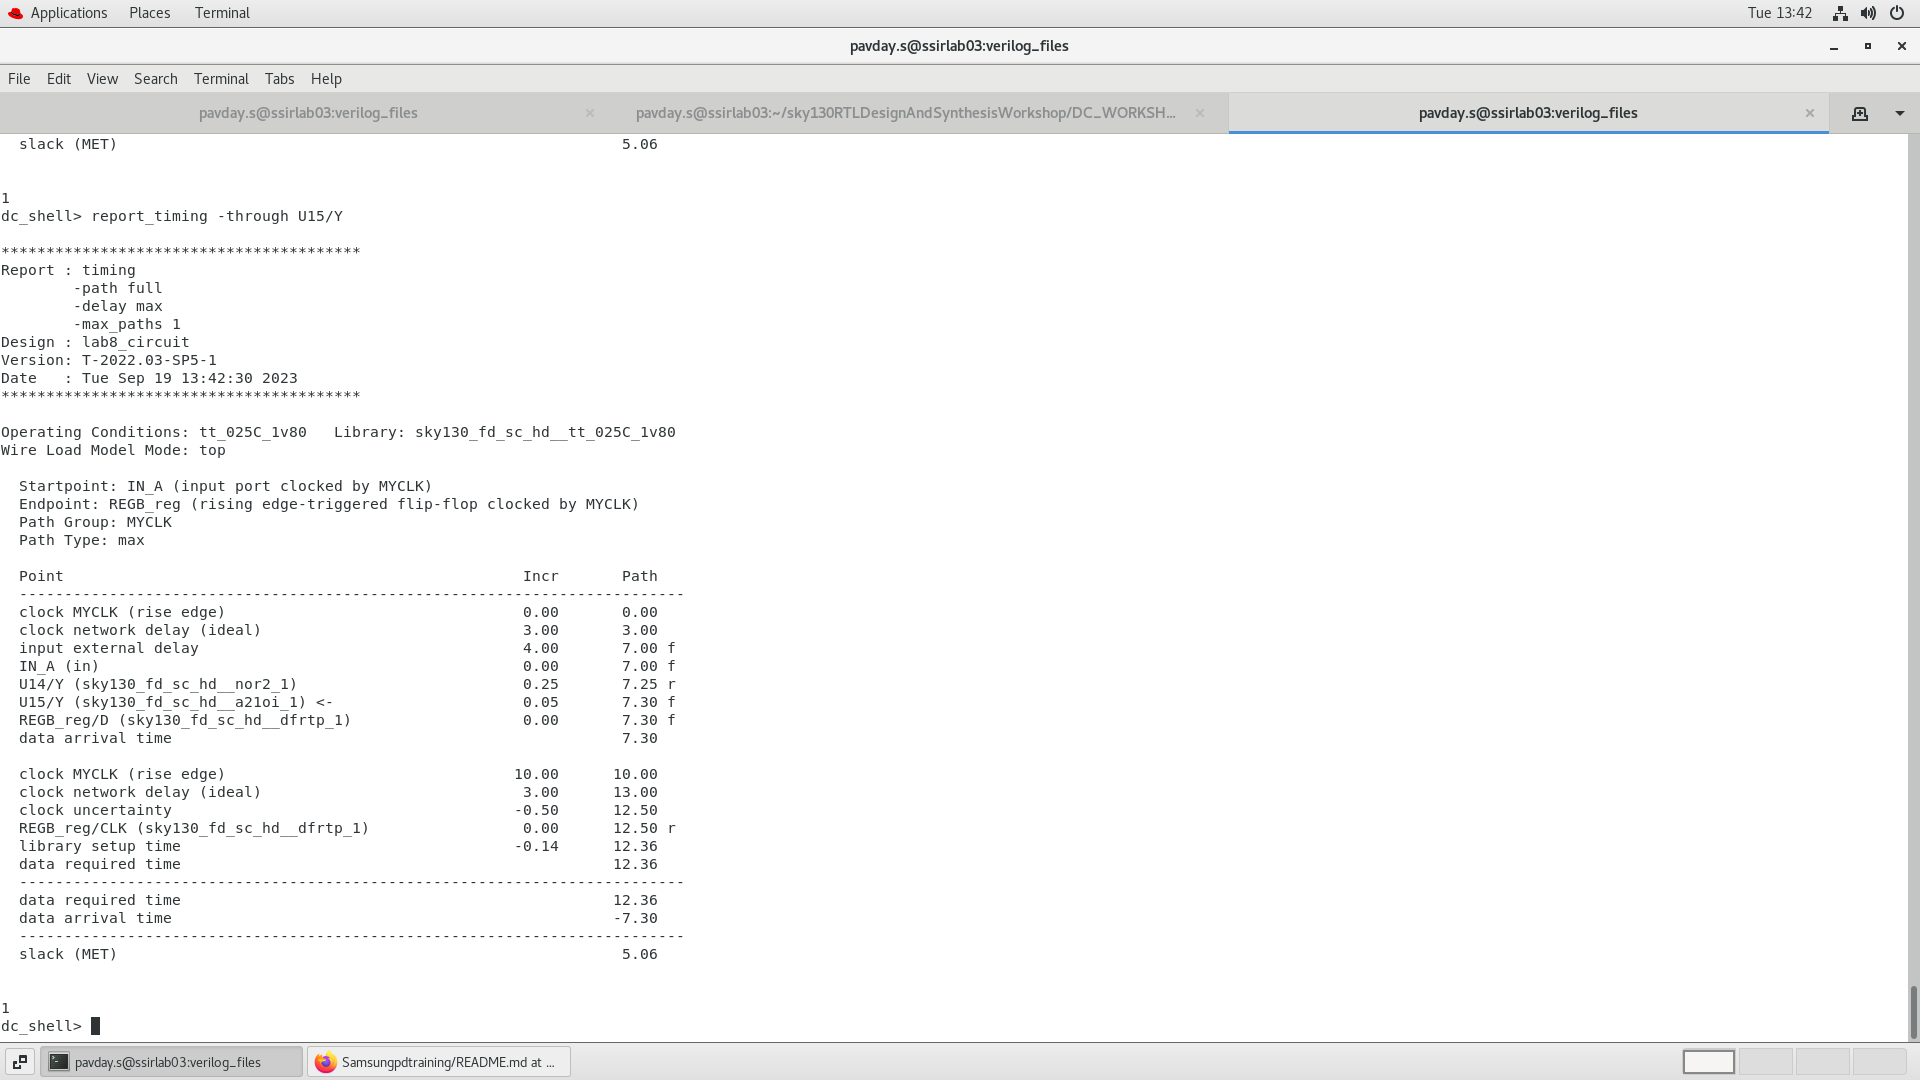 Applications Places Terminal Tue 13:42
pavday.s@ssirlab03:verilog_files
File Edit View Search Terminal Tabs Help
pavday.s@ssirlab03:verilog_files × pavday.s@ssirlab03:~/sky130RTLDesignAndSynthesisWorkshop/DC_WORKSH... × pavday.s@ssirlab03:verilog_files ×
  slack (MET)                                                        5.06
1
dc_shell> report_timing -through U15/Y
****************************************
Report : timing
        -path full
        -delay max
        -max_paths 1
Design : lab8_circuit
Version: T-2022.03-SP5-1
Date   : Tue Sep 19 13:42:30 2023
****************************************
Operating Conditions: tt_025C_1v80   Library: sky130_fd_sc_hd__tt_025C_1v80
Wire Load Model Mode: top
  Startpoint: IN_A (input port clocked by MYCLK)
  Endpoint: REGB_reg (rising edge-triggered flip-flop clocked by MYCLK)
  Path Group: MYCLK
  Path Type: max
  Point                                                   Incr       Path
  --------------------------------------------------------------------------
  clock MYCLK (rise edge)                                 0.00       0.00
  clock network delay (ideal)                             3.00       3.00
  input external delay                                    4.00       7.00 f
  IN_A (in)                                               0.00       7.00 f
  U14/Y (sky130_fd_sc_hd__nor2_1)                         0.25       7.25 r
  U15/Y (sky130_fd_sc_hd__a21oi_1) <-                     0.05       7.30 f
  REGB_reg/D (sky130_fd_sc_hd__dfrtp_1)                   0.00       7.30 f
  data arrival time                                                  7.30
  clock MYCLK (rise edge)                                10.00      10.00
  clock network delay (ideal)                             3.00      13.00
  clock uncertainty                                      -0.50      12.50
  REGB_reg/CLK (sky130_fd_sc_hd__dfrtp_1)                 0.00      12.50 r
  library setup time                                     -0.14      12.36
  data required time                                                12.36
  --------------------------------------------------------------------------
  data required time                                                12.36
  data arrival time                                                 -7.30
  --------------------------------------------------------------------------
  slack (MET)                                                        5.06
1
dc_shell>
pavday.s@ssirlab03:verilog_files Samsungpdtraining/README.md at ...